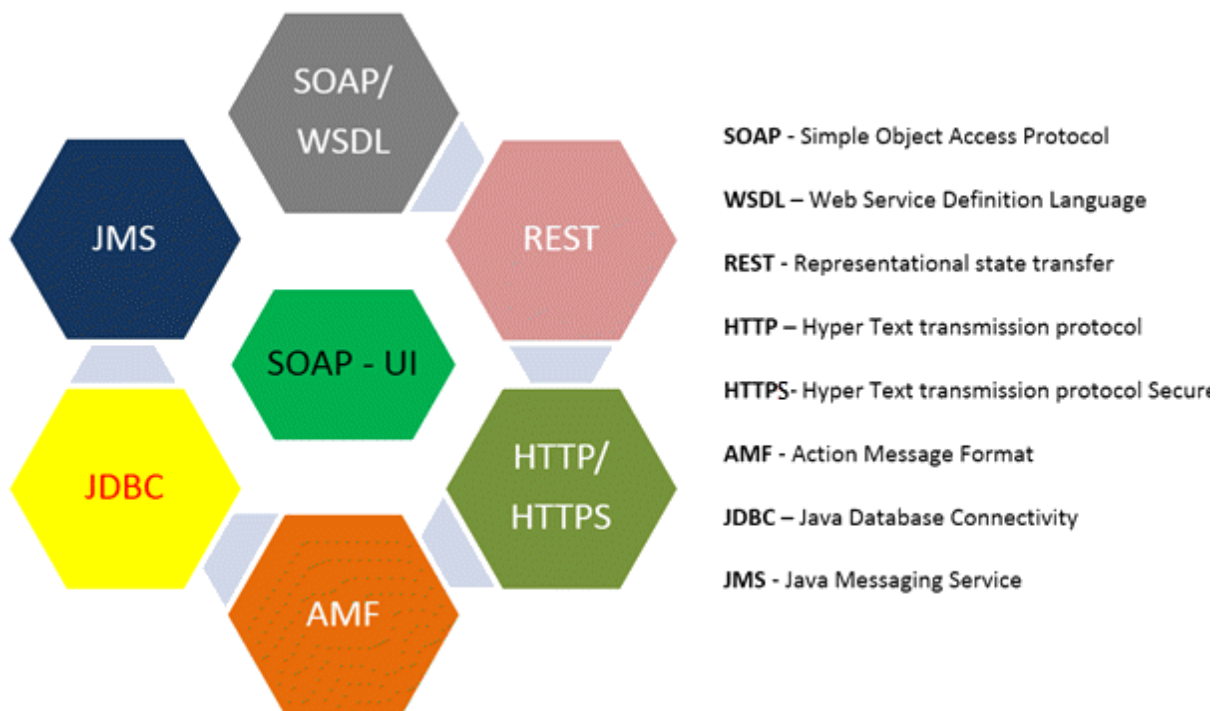 SOAP/
WSDL
JMS
REST
SOAP - UI
JDBC
HTTP/
HTTPS
AMF
SOAP - Simple Object Access Protocol
WSDL – Web Service Definition Language
REST - Representational state transfer
HTTP – Hyper Text transmission protocol
HTTPS- Hyper Text transmission protocol Secure
AMF - Action Message Format
JDBC – Java Database Connectivity
JMS - Java Messaging Service